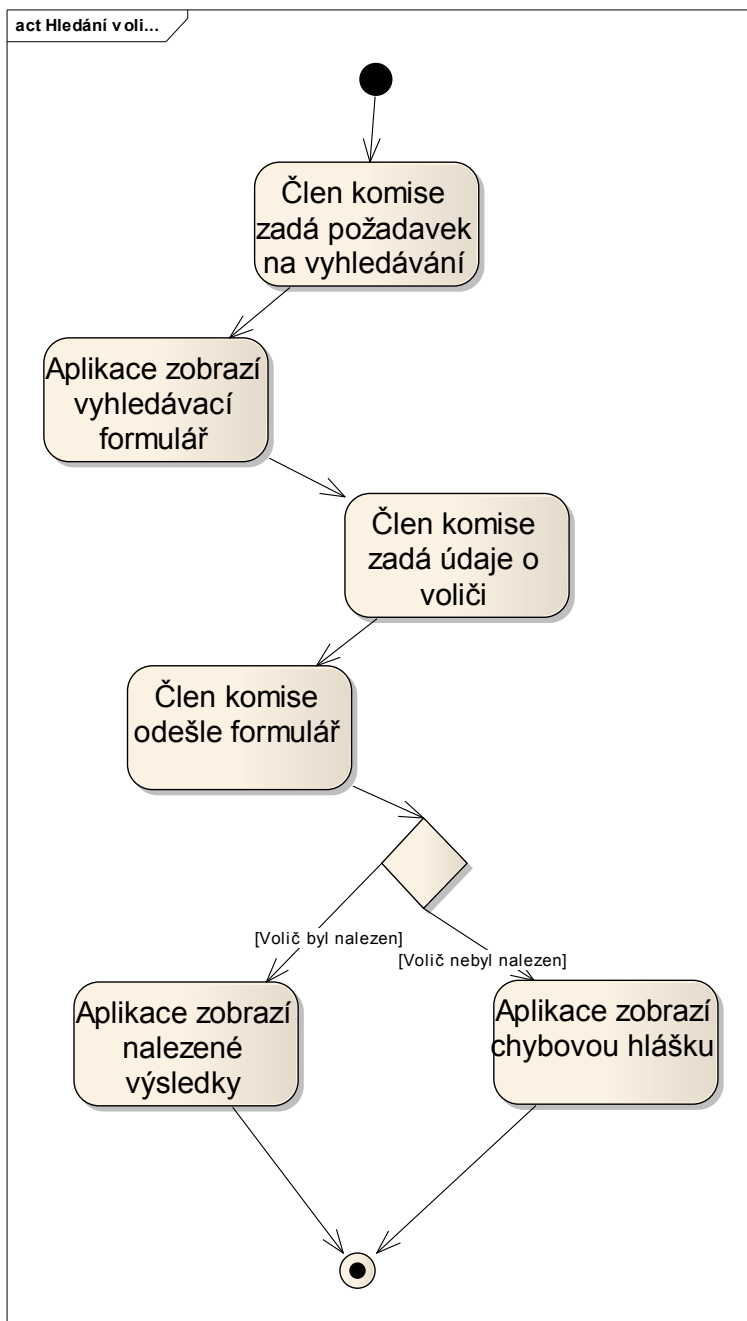 act Hledání voli...
Člen komise
zadá požadavek
na vyhledávání
Aplikace zobrazí
vyhledávací
formulář
Člen komise
zadá údaje o
voliči
Člen komise
odešle formulář
[Volič byl nalezen]
[Volič nebyl nalezen]
Aplikace zobrazí
nalezené
výsledky
Aplikace zobrazí
chybovou hlášku